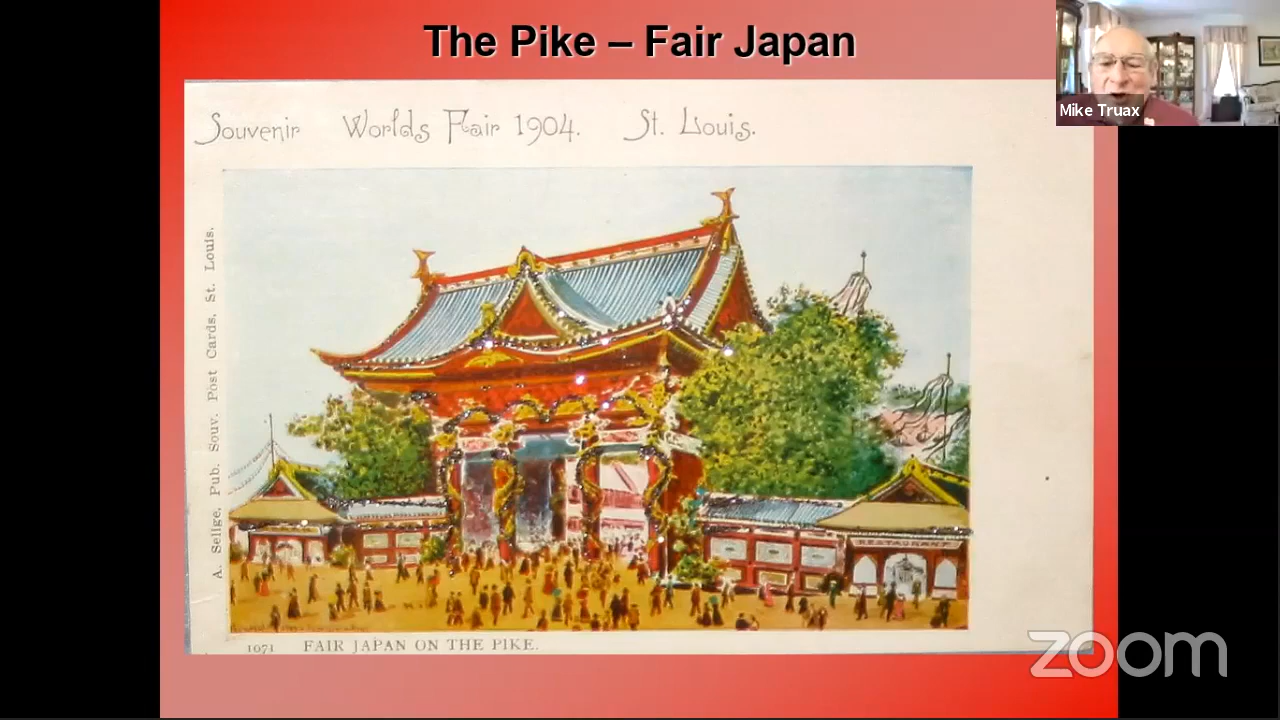 The Pike – Fair Japan
Mike Truax
Souvenir Worlds Fair 1904. St. Louis.
A. Selige, Pub. Souv. Post Cards, St. Louis.
RESTAURANT
1071 FAIR JAPAN ON THE PIKE.
zoom